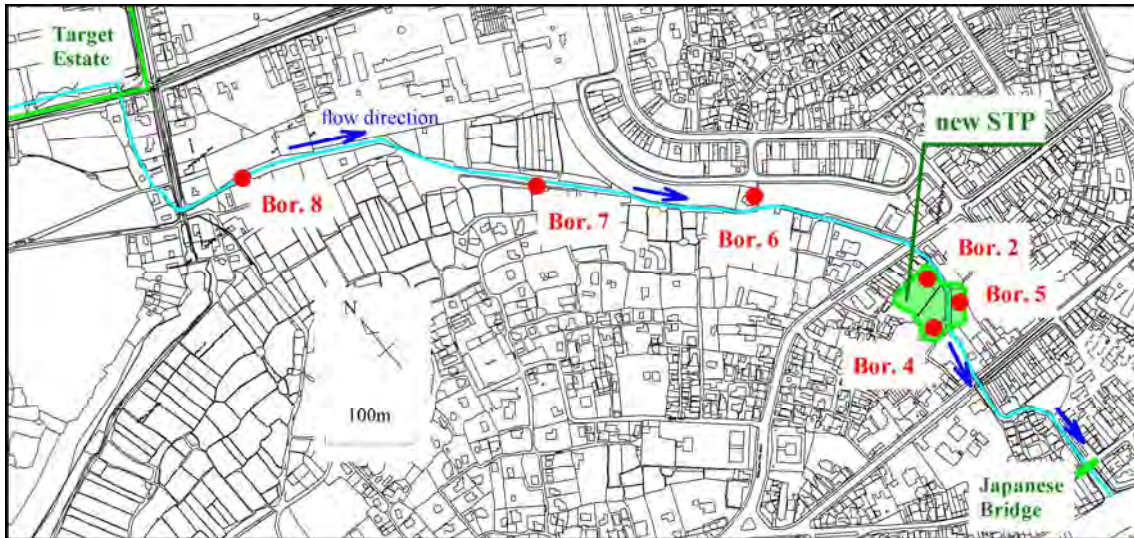 Target
Estate
flow direction
new STP
Bor. 8
Bor. 7
Bor. 6
Bor. 2
Bor. 5
Bor. 4
N
100m
Japanese
Bridge